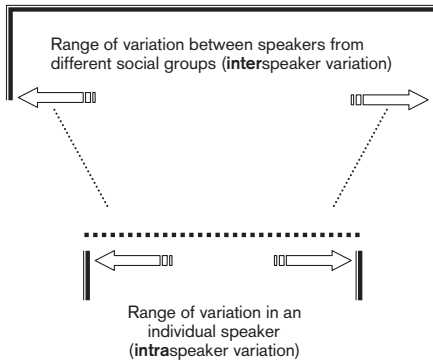 Range of variation between speakers from
different social groups (interspeaker variation)
Range of variation in an
individual speaker
(intraspeaker variation)